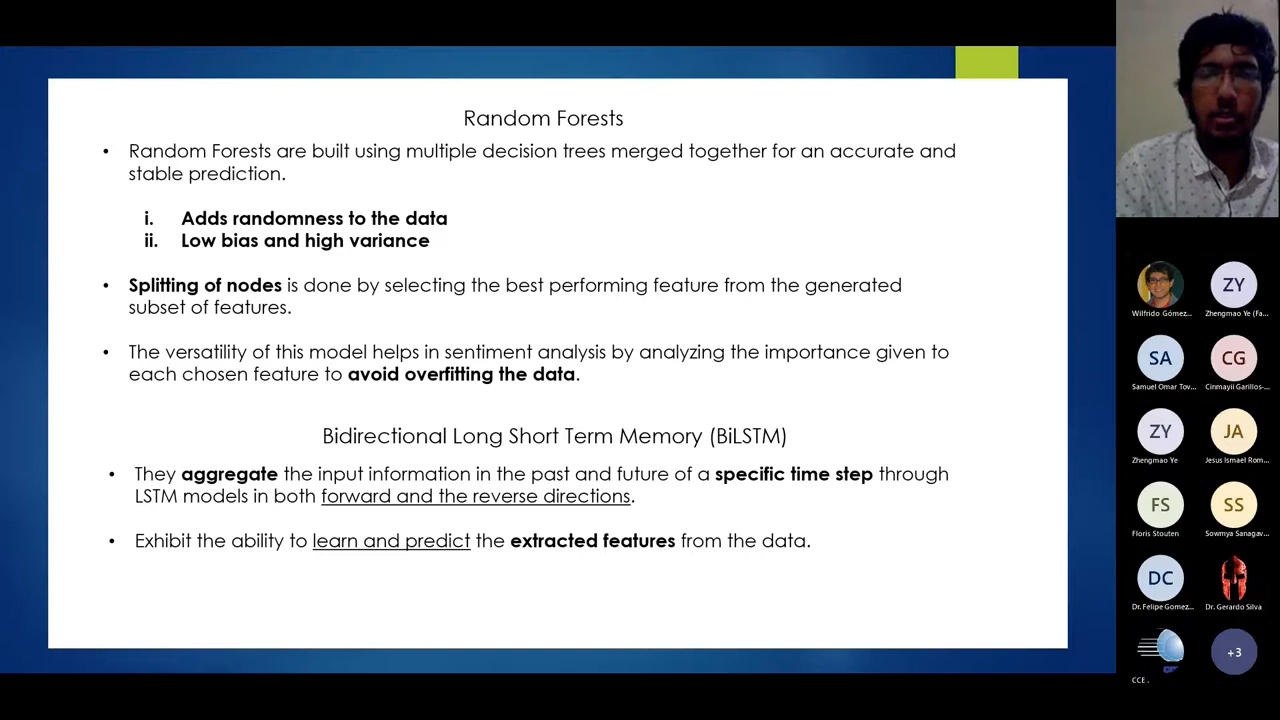 Random Forests
• Random Forests are built using multiple decision trees merged together for an accurate and
stable prediction.
i. Adds randomness to the data
ii. Low bias and high variance
• Splitting of nodes is done by selecting the best performing feature from the generated
subset of features.
• The versatility of this model helps in sentiment analysis by analyzing the importance given to
each chosen feature to avoid overfitting the data.
Bidirectional Long Short Term Memory (BiLSTM)
• They aggregate the input information in the past and future of a specific time step through
LSTM models in both forward and the reverse directions.
• Exhibit the ability to learn and predict the extracted features from the data.
Wilfrido Gómez...
ZY
Zhengmao Ye (Fa...
SA
Samuel Omar Tov...
CG
Cinmayii Garillos-...
ZY
Zhengmao Ye
JA
Jesus Ismael Rom...
FS
Floris Stouten
SS
Sowmya Sanagav...
DC
Dr. Felipe Gomez...
Dr. Gerardo Silva
CCE .
+3